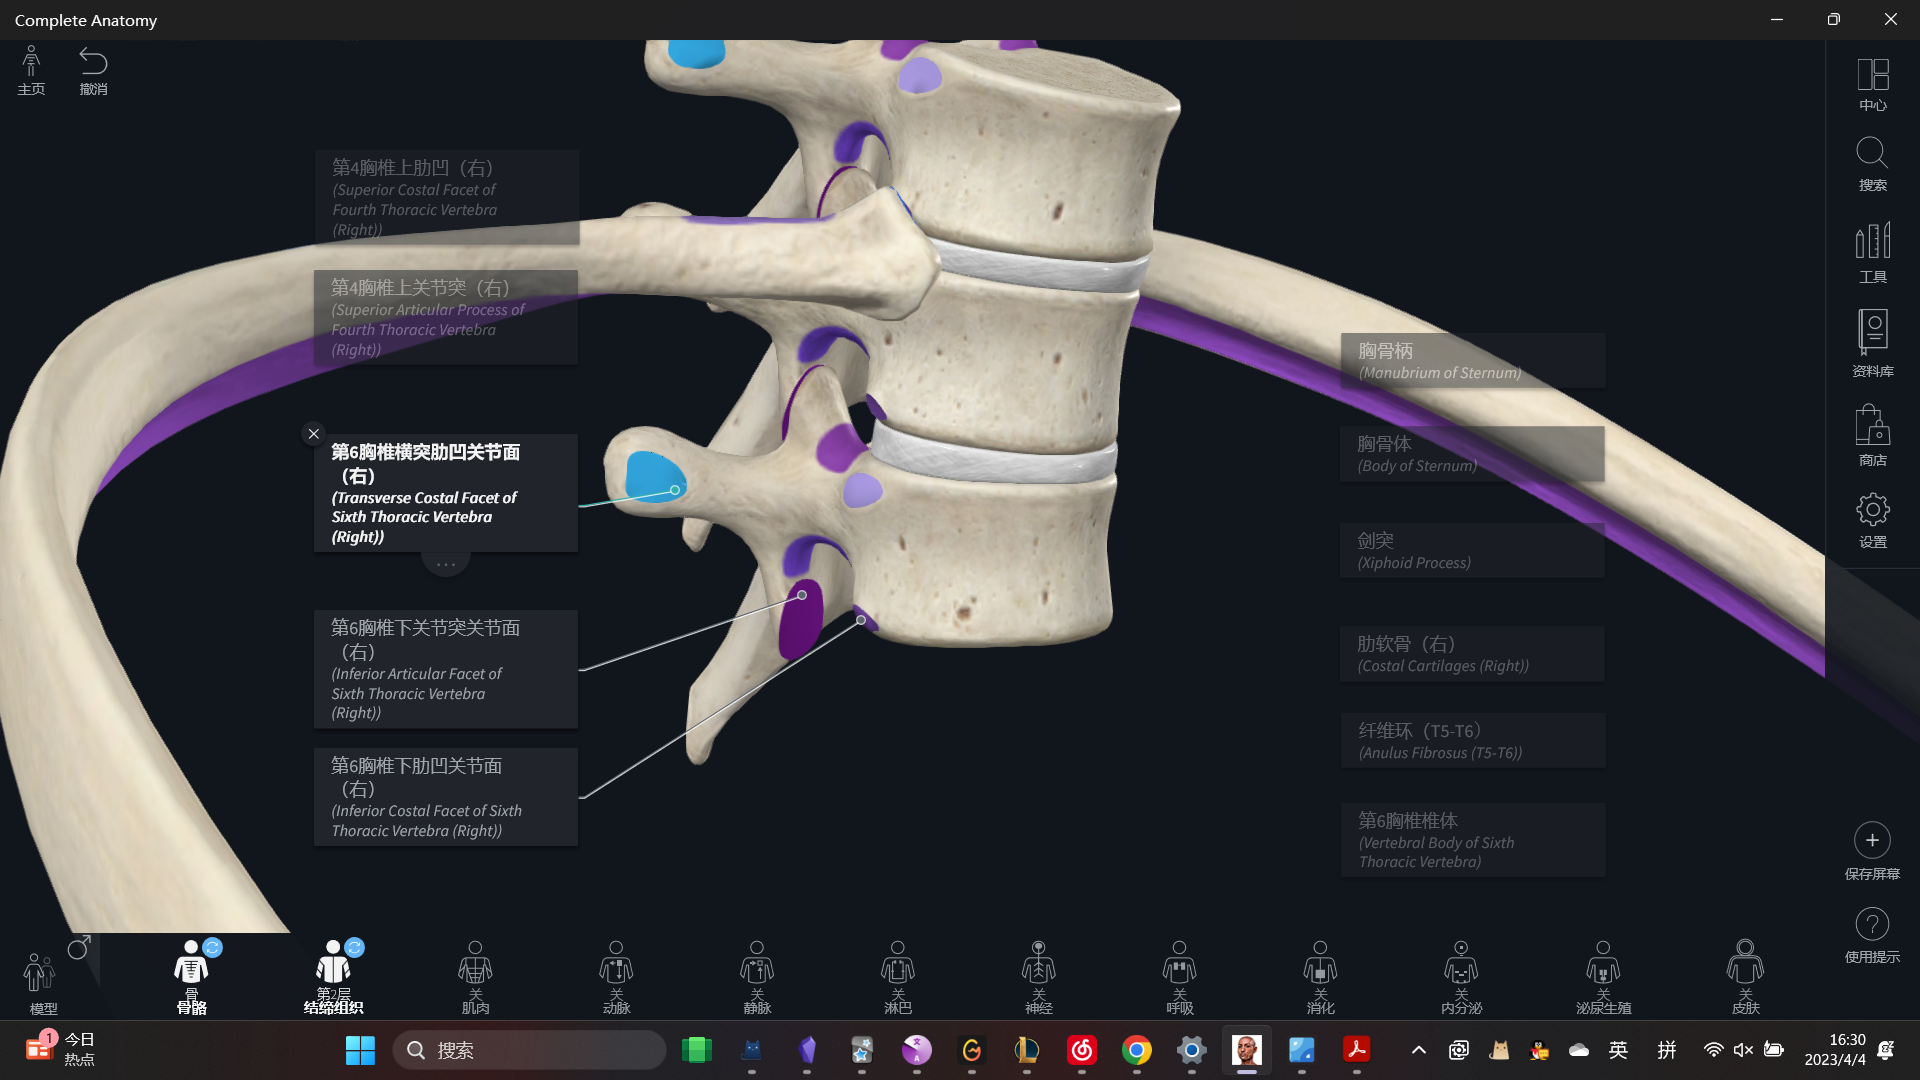 Complete Anatomy
主页
撤消
第4胸椎上肋凹（右）
(Superior Costal Facet of
Fourth Thoracic Vertebra
(Right))
第4胸椎上关节突（右）
(Superior Articular Process of
Fourth Thoracic Vertebra
(Right))
第6胸椎横突肋凹关节面
（右）
(Transverse Costal Facet of
Sixth Thoracic Vertebra
(Right))
...
第6胸椎下关节突关节面
（右）
(Inferior Articular Facet of
Sixth Thoracic Vertebra
(Right))
第6胸椎下肋凹关节面
（右）
(Inferior Costal Facet of Sixth
Thoracic Vertebra (Right))
胸骨柄
(Manubrium of Sternum)
胸骨体
(Body of Sternum)
剑突
(Xiphoid Process)
肋软骨（右）
(Costal Cartilages (Right))
纤维环（T5-T6）
(Anulus Fibrosus (T5-T6))
第6胸椎椎体
(Vertebral Body of Sixth
Thoracic Vertebra)
中心
搜索
工具
资料库
商店
设置
保存屏幕
使用提示
模型
骨
骨骼
第2层
结缔组织
关
肌肉
关
动脉
关
静脉
关
淋巴
关
神经
关
呼吸
关
消化
关
内分泌
关
泌尿生殖
关
皮肤
1
今日
热点
搜索
英
拼
16:30
2023/4/4